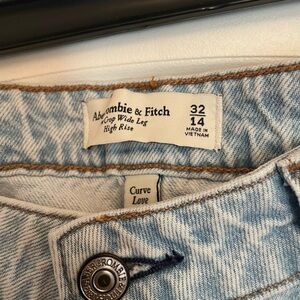 Abercrombie & Fitch
Crop Wide Leg
High Rise
32
14
MADE IN
VIETNAM
Curve
Love